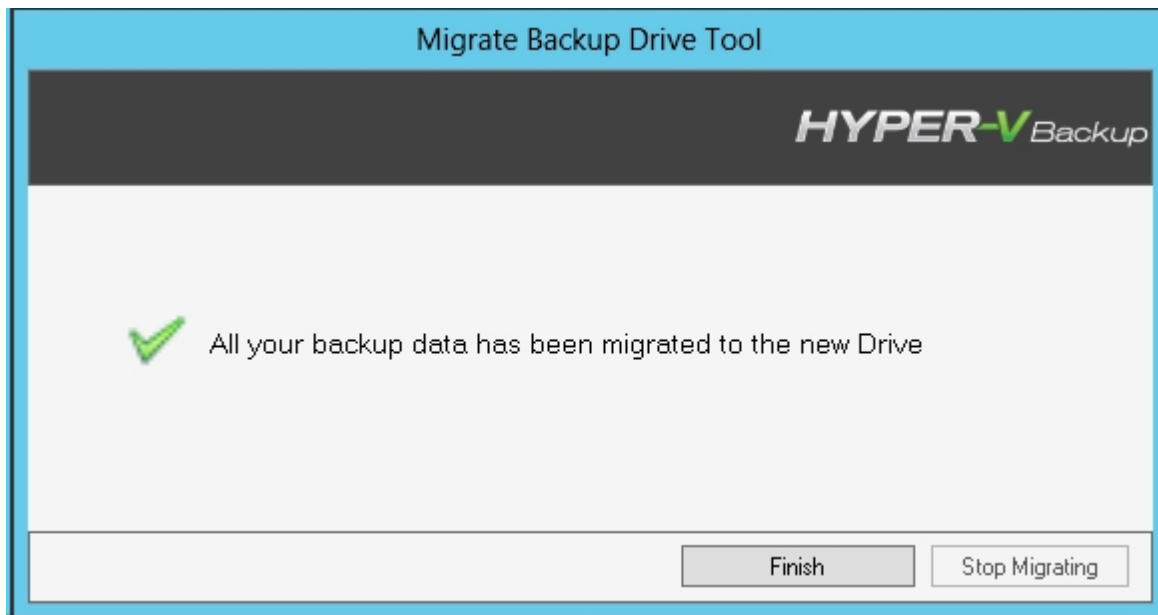 Migrate Backup Drive Tool
HYPER-V Backup
All your backup data has been migrated to the new Drive
Finish
Stop Migrating